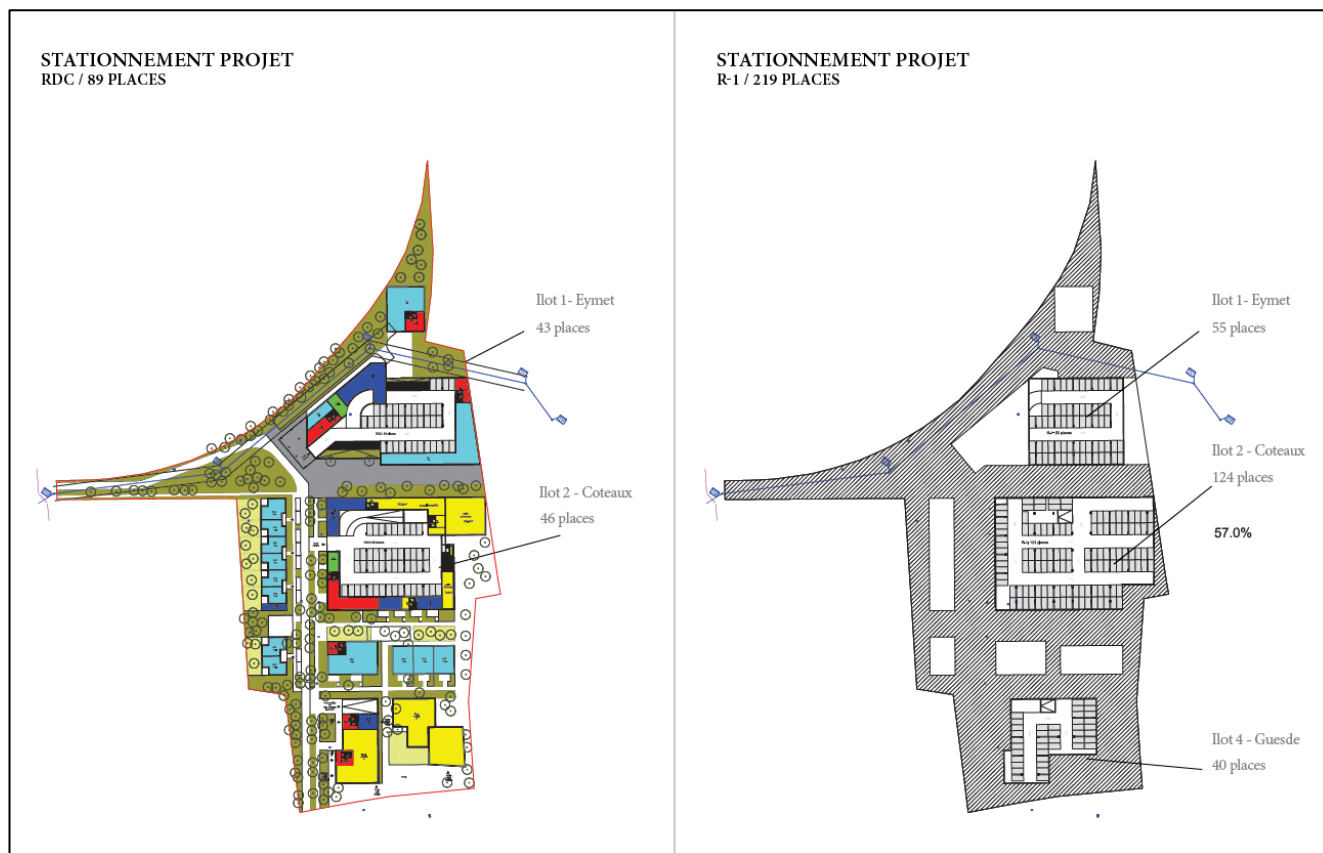 STATIONNEMENT PROJET
RDC / 89 PLACES
Ilot 1- Eymet
43 places
Ilot 2 - Coteaux
46 places
STATIONNEMENT PROJET
R-1 / 219 PLACES
Ilot 1- Eymet
55 places
Ilot 2 - Coteaux
124 places
57.0%
Ilot 4 - Guesde
40 places